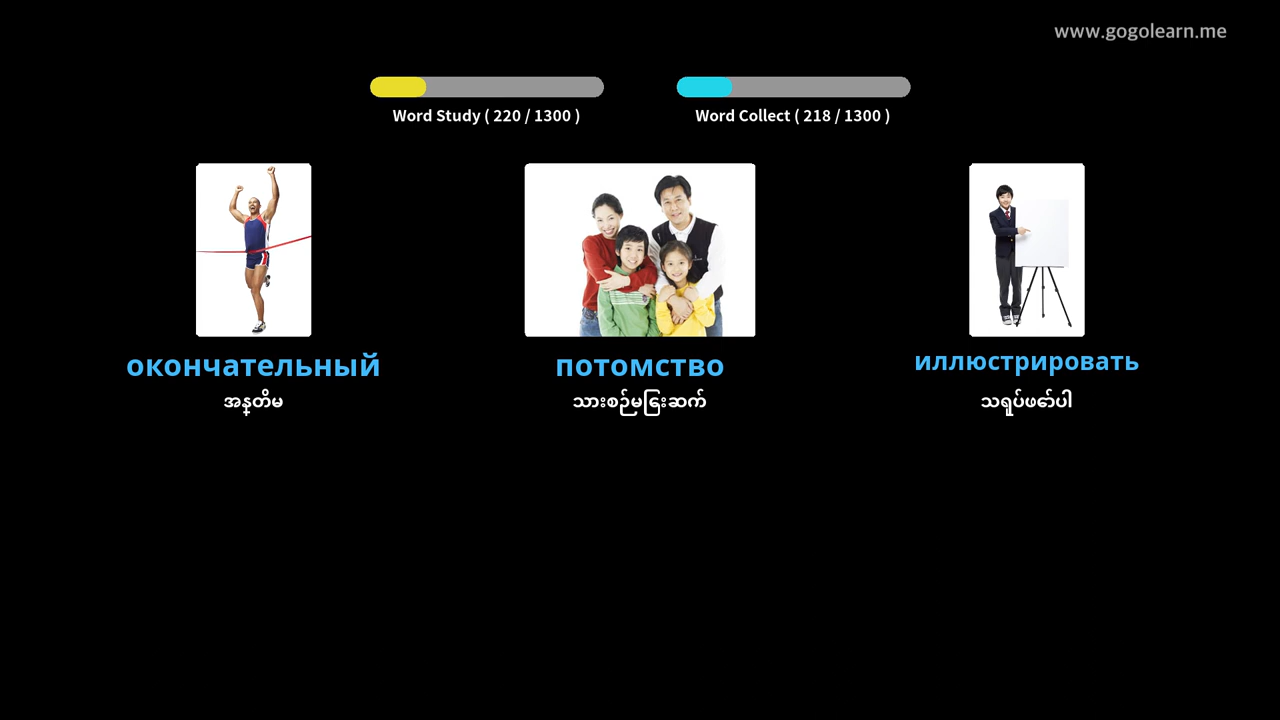 www.gogolearn.me
Word Study ( 220 / 1300 )
Word Collect ( 218 / 1300 )
окончательный
потомство
иллюстрировать
အန္တိမ
သားစဉ်မြေးဆက်
သရုပ်ဖော်ပါ